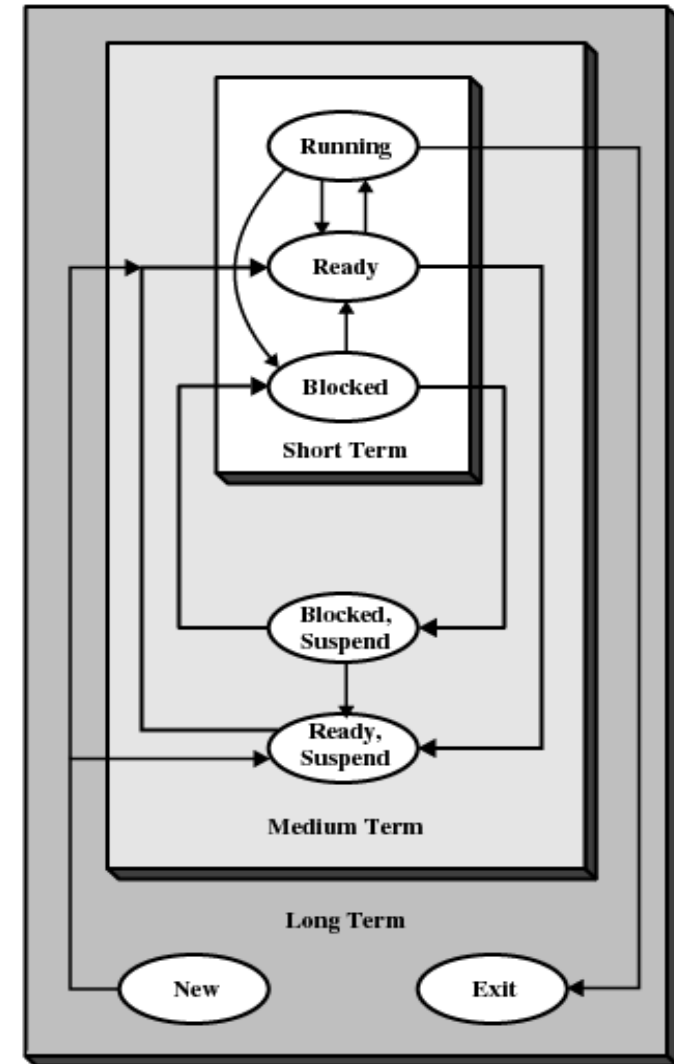 Running
Ready
Blocked
Short Term
Blocked,
Suspend
Ready,
Suspend
Medium Term
Long Term
New
Exit